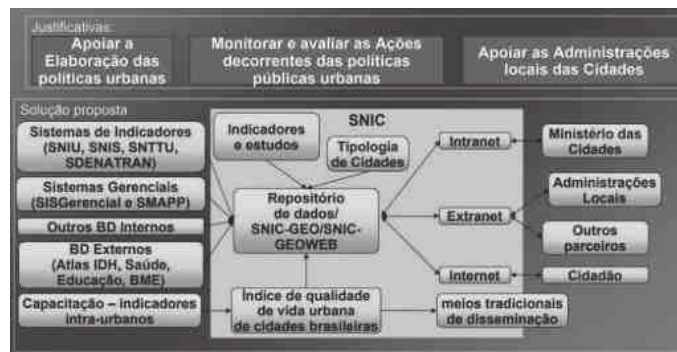 Justificativas:
Apoiar a
Elaboração das
políticas urbanas
Monitorar e avaliar as Ações
decorrentes das políticas
públicas urbanas
Apoiar as Administrações
locais das Cidades
Solução proposta
Sistemas de Indicadores
(SNIU, SNIS, SNTTU,
SDENATRAN)
Sistemas Gerenciais
(SISGerencial e SMAPP)
Outros BD Internos
BD Externos
(Atlas IDH, Saúde,
Educação, BME)
Capacitação – indicadores
intra-urbanos
SNIC
Indicadores
e estudos
Tipologia
de Cidades
Repositório
de dados/
SNIC-GEO/SNIC-
GEOWEB
Índice de qualidade
de vida urbana
de cidades brasileiras
Intranet
Extranet
Internet
meios tradicionais
de disseminação
Ministério das
Cidades
Administrações
Locais
Outros
parceiros
Cidadão